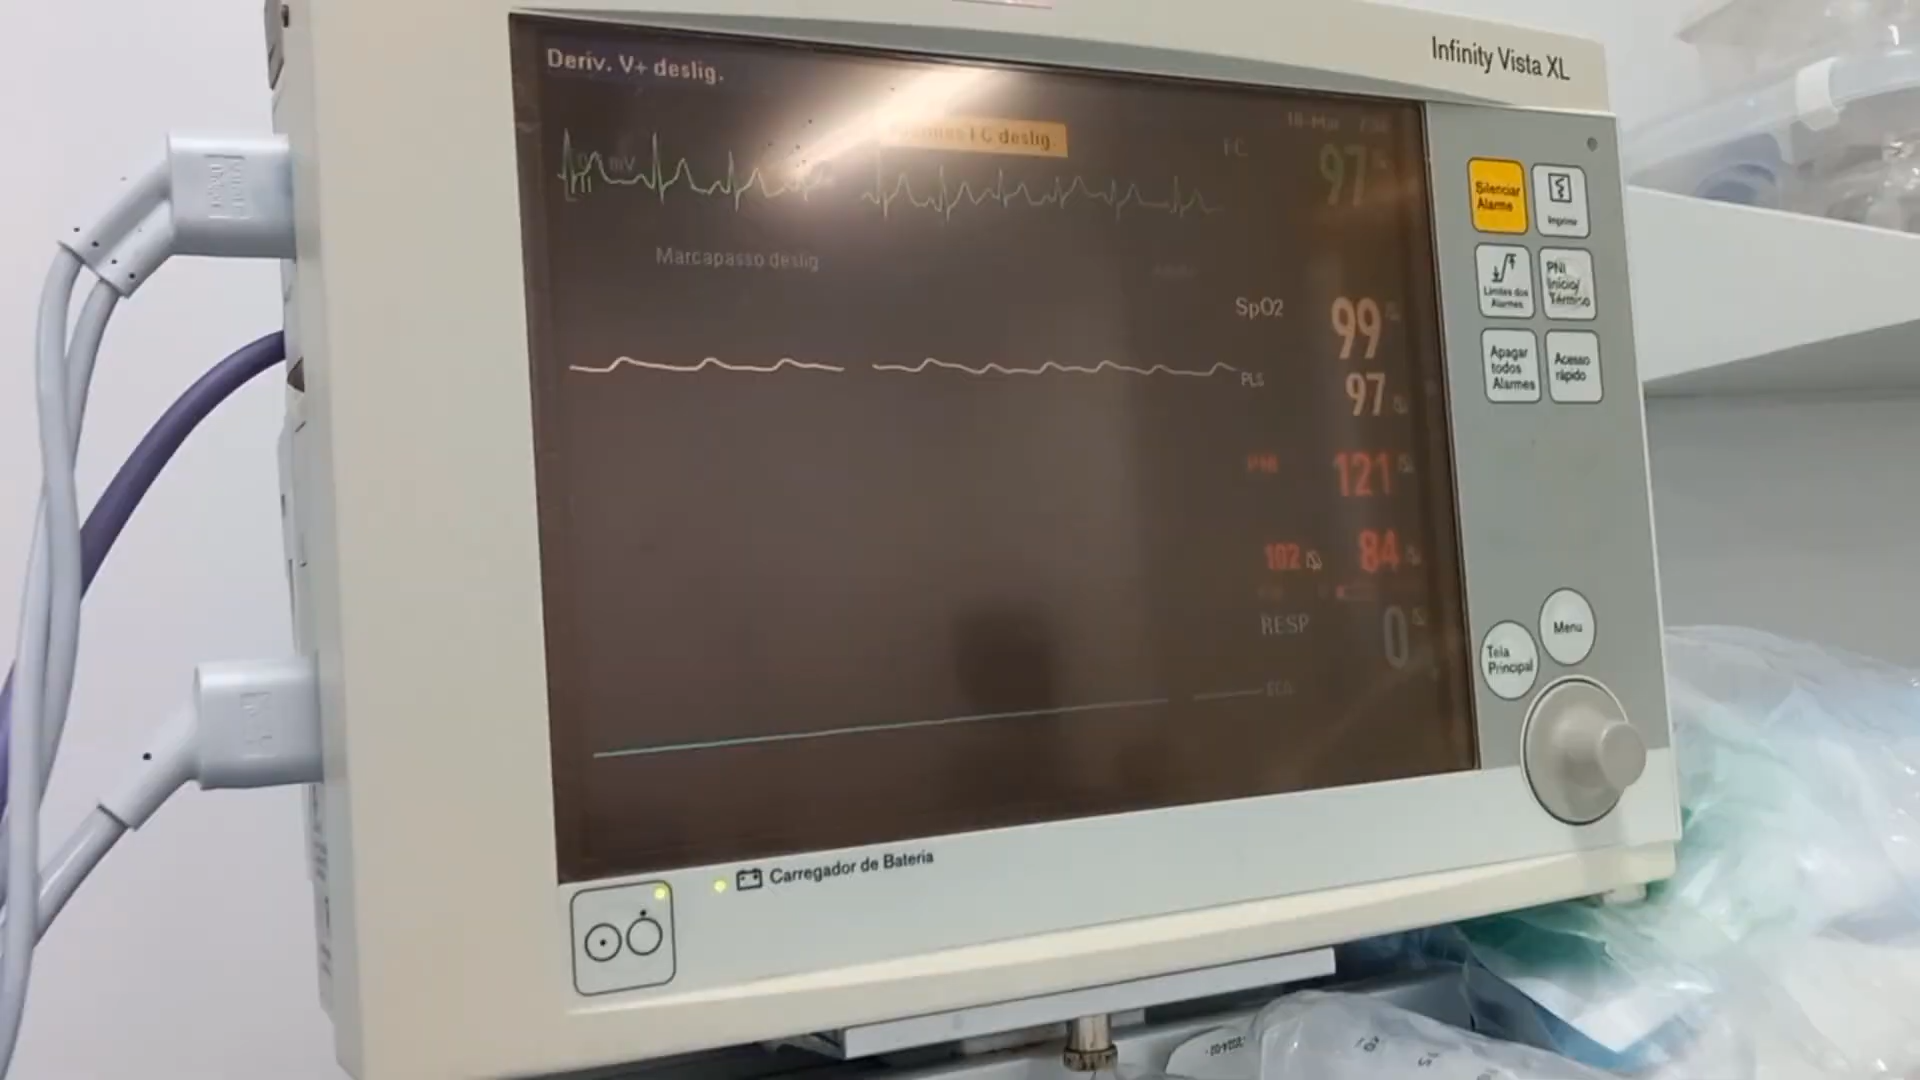 Infinity Vista XL
Deriv. V+ deslig.
FC deslig.
mV
FC
97
Marcapasso deslig
SpO2
99
PLS
97
PNI
121
102
84
RESP
0
Silenciar
Alarme
Imprimir
Limites dos
Alarmes
PNI
Início/
Término
Apagar
todos
Alarmes
Acesso
rápido
Menu
Tela
Principal
Carregador de Bateria